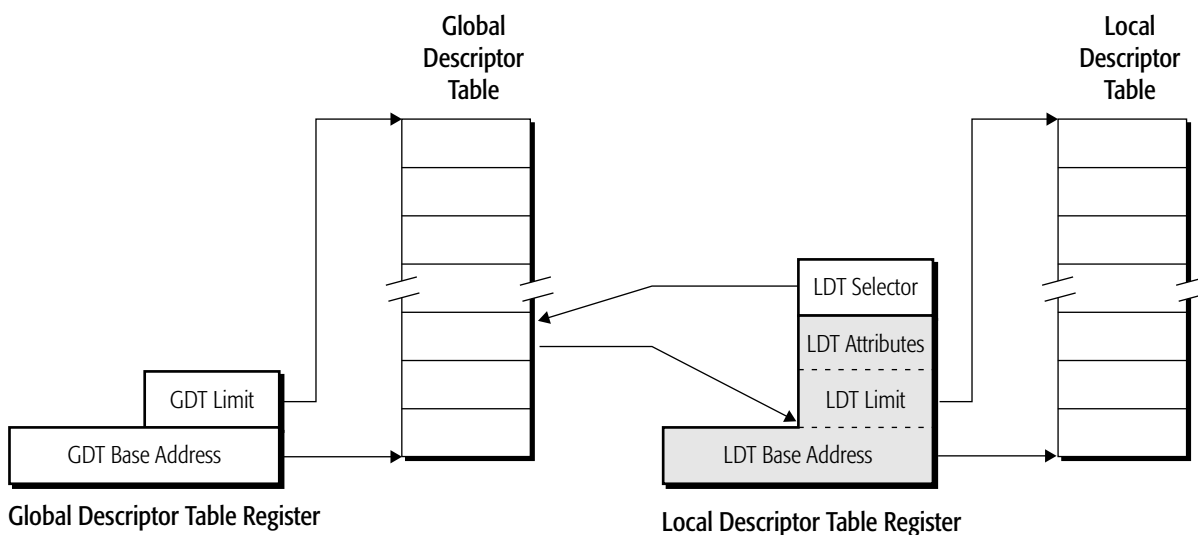 Global
Descriptor
Table
Local
Descriptor
Table
LDT Selector
LDT Attributes
GDT Limit
LDT Limit
GDT Base Address
LDT Base Address
Global Descriptor Table Register
Local Descriptor Table Register